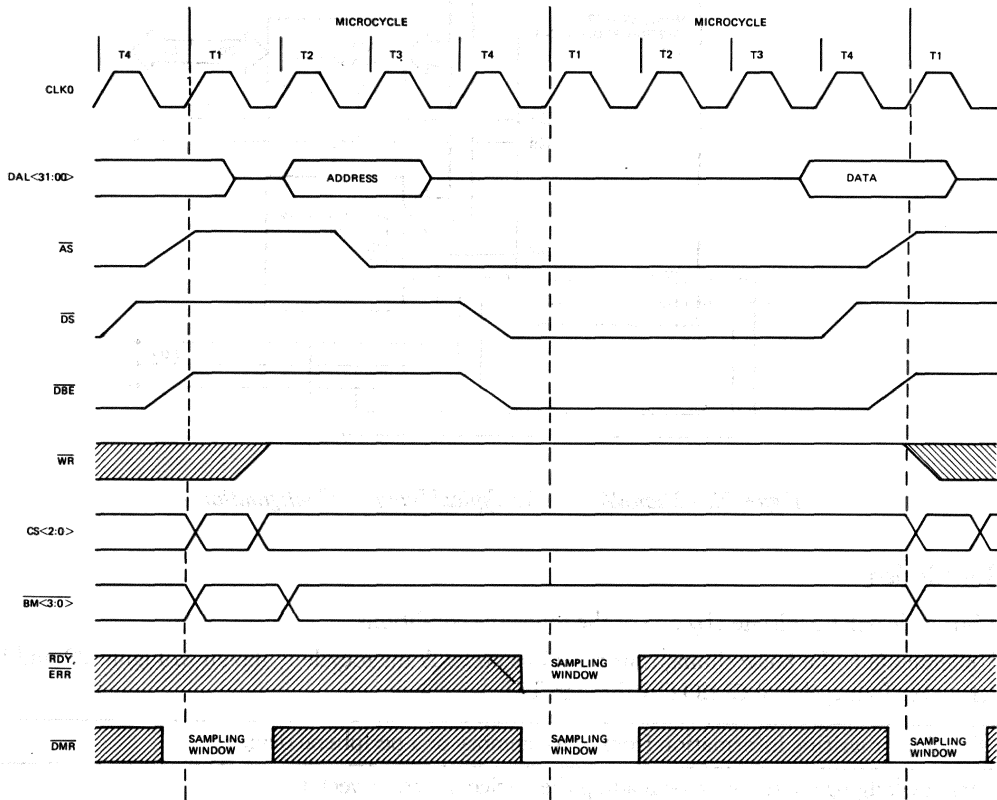 MICROCYCLE MICROCYCLE
T4 T1 T2 T3 T4 T1 T2 T3 T4 T1
CLKO
DAL<31:00> ADDRESS DATA
AS
DS
DBE
WR
CS<2:0>
BM<3:0>
RDY, SAMPLING
ERR WINDOW
DMR SAMPLING WINDOW SAMPLING WINDOW SAMPLING WINDOW